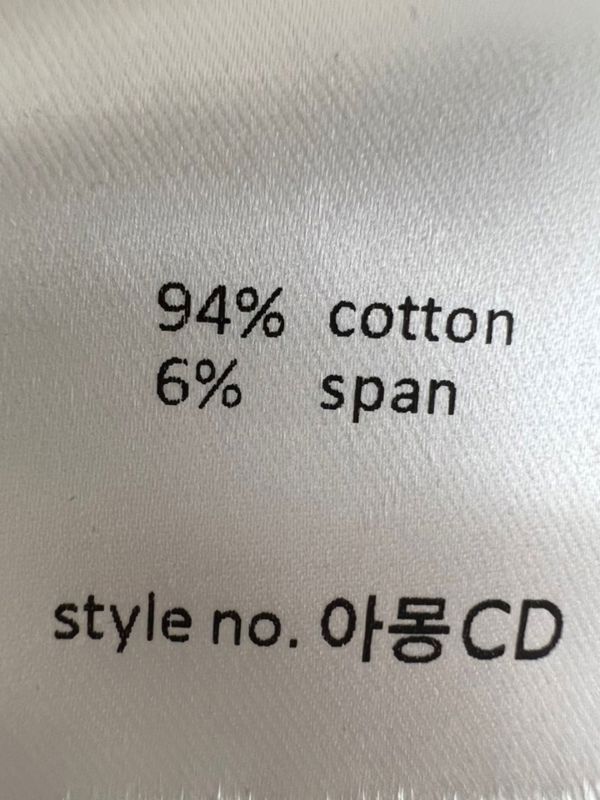 94% cotton
6% span
style no. 아몽CD